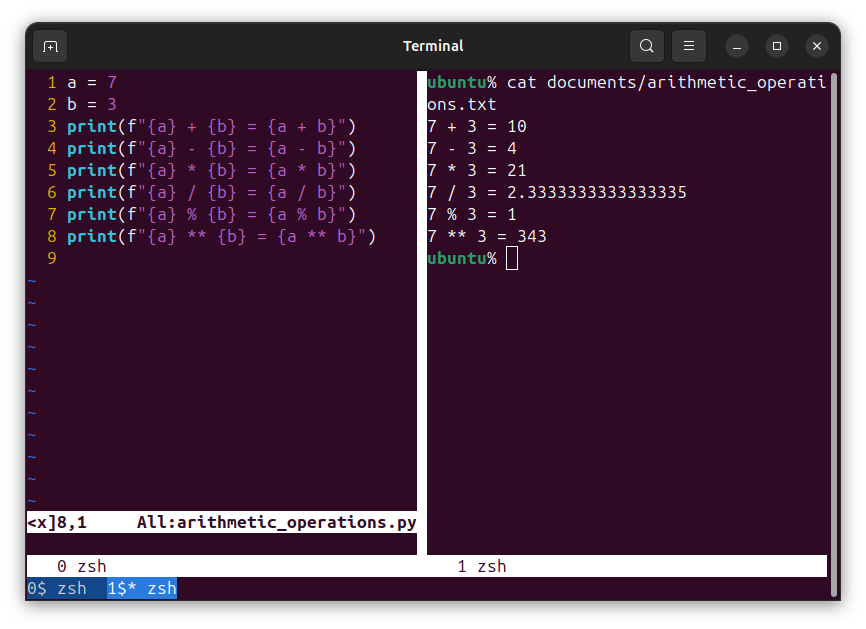 Terminal
1 a = 7
2 b = 3
3 print(f"{a} + {b} = {a + b}")
4 print(f"{a} - {b} = {a - b}")
5 print(f"{a} * {b} = {a * b}")
6 print(f"{a} / {b} = {a / b}")
7 print(f"{a} % {b} = {a % b}")
8 print(f"{a} ** {b} = {a ** b}")
9
~
~
~
~
~
~
~
~
~
~
~
<x]8,1     All:arithmetic_operations.py
0 zsh
ubuntu% cat documents/arithmetic_operati
ons.txt
7 + 3 = 10
7 - 3 = 4
7 * 3 = 21
7 / 3 = 2.3333333333333335
7 % 3 = 1
7 ** 3 = 343
ubuntu%
1 zsh
0$ zsh  1$* zsh